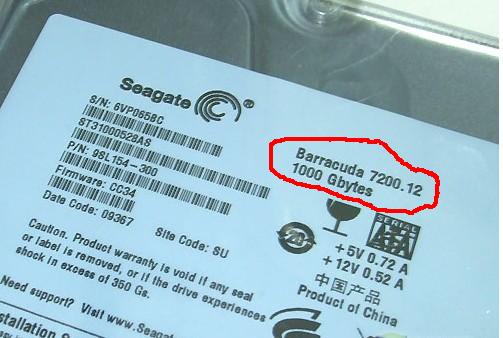 Seagate ®
S/N: 6VP0658C
ST31000528AS
P/N: 9SL154-300
Firmware: CC34
Date Code: 09367
Site Code: SU
Barracuda 7200.12
1000 Gbytes
SERIAL
+5V 0.72 A
+12V 0.52 A
中国产品
Product of China
Caution. Product warranty is void if any seal
or label is removed, or if the drive experiences
shock in excess of 350 Gs.
Need support? Visit www.Seagate